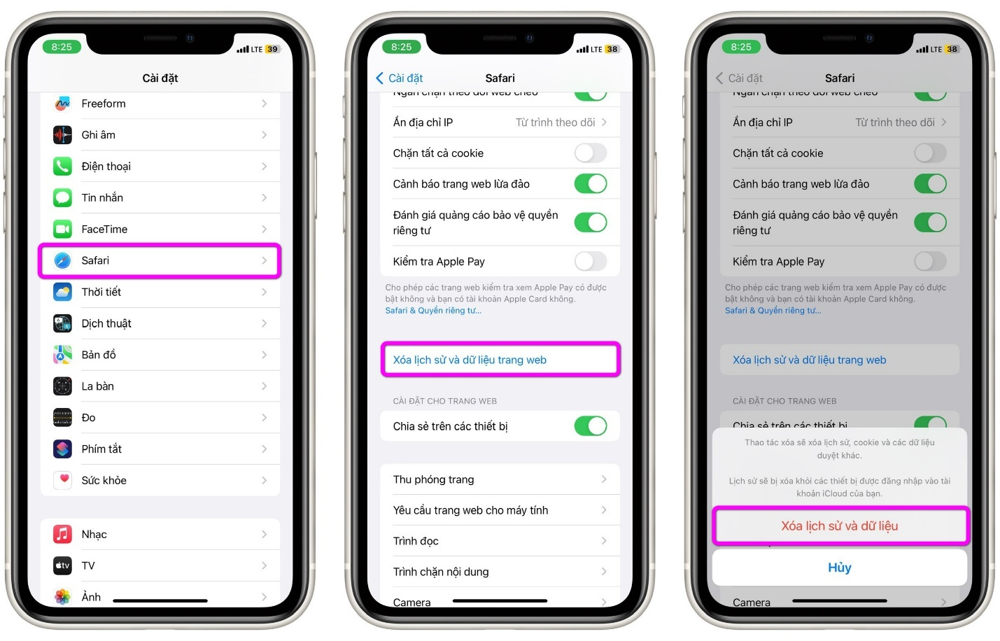 8:25
LTE 39
Cài đặt
Freeform
Ghi âm
Điện thoại
Tin nhắn
FaceTime
Safari
Thời tiết
Dịch thuật
Bản đồ
La bàn
Đo
Phím tắt
Sức khỏe
Nhạc
tv
TV
Ảnh
8:25
LTE 38
Cài đặt
Safari
Ngăn chặn theo dõi web chéo
Ẩn địa chỉ IP
Từ trình theo dõi
Chặn tất cả cookie
Cảnh báo trang web lừa đảo
Đánh giá quảng cáo bảo vệ quyền
riêng tư
Kiểm tra Apple Pay
Cho phép các trang web kiểm tra xem Apple Pay có được
bật không và bạn có tài khoản Apple Card không.
Safari & Quyền riêng tư...
Xóa lịch sử và dữ liệu trang web
CÀI ĐẶT CHO TRANG WEB
Chia sẻ trên các thiết bị
Thu phóng trang
Yêu cầu trang web cho máy tính
Trình đọc
Trình chặn nội dung
Camera
8:25
LTE 38
Cài đặt
Safari
Ngăn chặn theo dõi web chéo
Ẩn địa chỉ IP
Từ trình theo dõi
Chặn tất cả cookie
Cảnh báo trang web lừa đảo
Đánh giá quảng cáo bảo vệ quyền
riêng tư
Kiểm tra Apple Pay
Cho phép các trang web kiểm tra xem Apple Pay có được
bật không và bạn có tài khoản Apple Card không.
Safari & Quyền riêng tư...
Xóa lịch sử và dữ liệu trang web
CÀI ĐẶT CHO TRANG WEB
Chia sẻ trên các thiết bị
Thao tác xóa sẽ xóa lịch sử, cookie và các dữ liệu
duyệt khác.
Lịch sử sẽ bị xóa khỏi các thiết bị được đăng nhập vào tài
khoản iCloud của bạn.
Xóa lịch sử và dữ liệu
Hủy
Camera